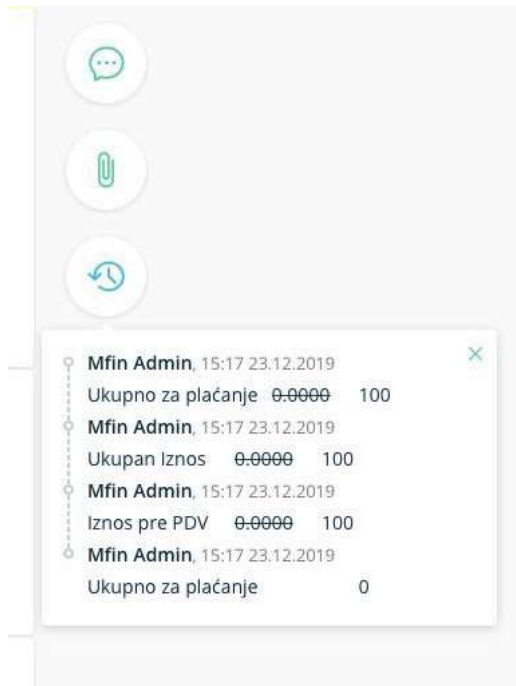 Mfin Admin, 15:17 23.12.2019
Ukupno za plaćanje 0.0000 100
Mfin Admin, 15:17 23.12.2019
Ukupan Iznos 0.0000 100
Mfin Admin, 15:17 23.12.2019
Iznos pre PDV 0.0000 100
Mfin Admin, 15:17 23.12.2019
Ukupno za plaćanje 0